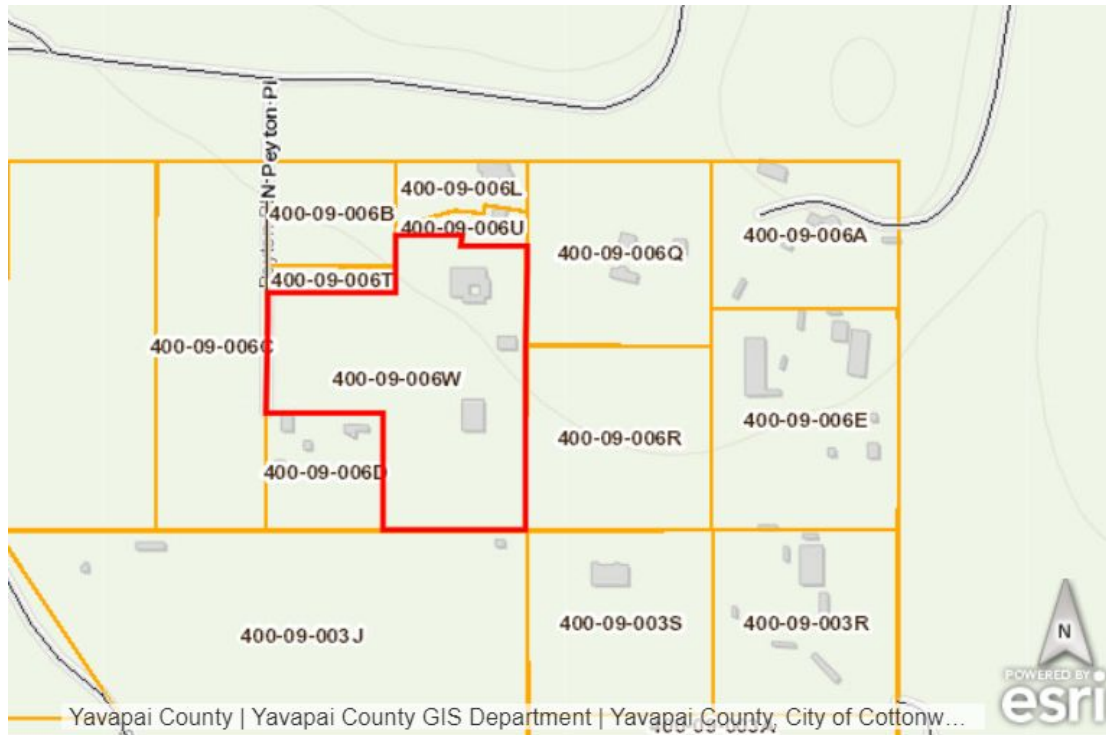 N Peyton Pl
400-09-006L
400-09-006B
400-09-006U
400-09-006A
400-09-006Q
400-09-006T
400-09-006C
400-09-006W
400-09-006E
400-09-006R
400-09-006D
400-09-003S
400-09-003R
400-09-003J
N
POWERED BY
esri
Yavapai County | Yavapai County GIS Department | Yavapai County, City of Cottonw...